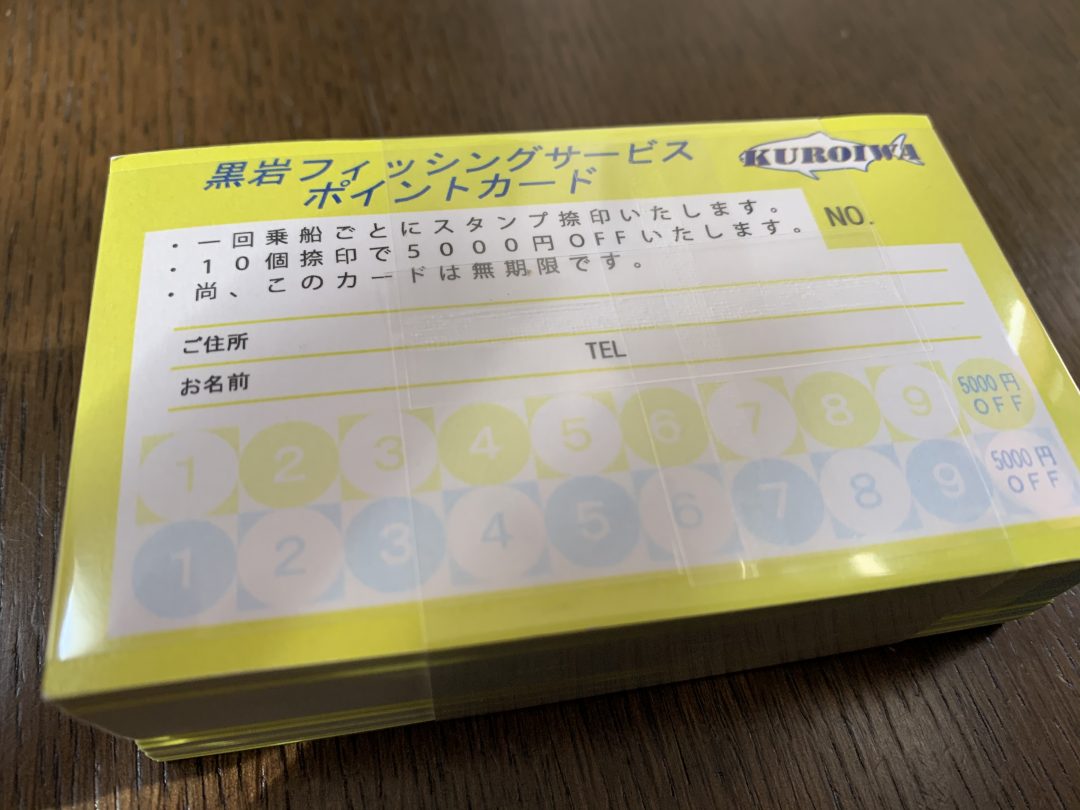 黒岩フィッシングサービス
ポイントカード
KUROIWA
NO.
・一回乗船ごとにスタンプ捺印いたします。
・10個捺印で5000円OFFいたします。
・尚、このカードは無期限です。
ご住所
お名前 TEL
1 2 3 4 5 6 7 8 9 5000円 OFF
1 2 3 4 5 6 7 8 9 5000円 OFF